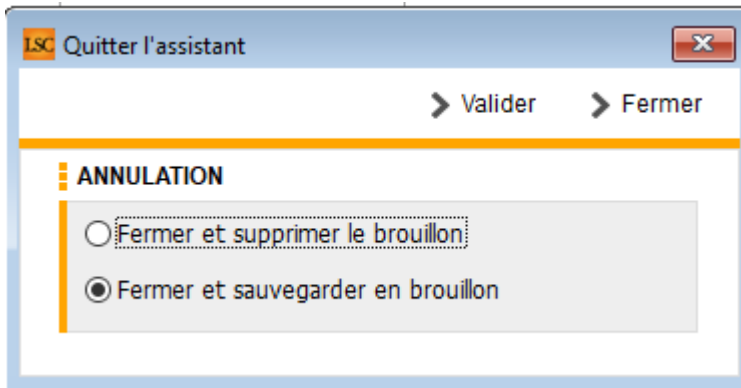 LSC Quitter l'assistant
Valider Fermer
ANNULATION
Fermer et supprimer le brouillon
Fermer et sauvegarder en brouillon